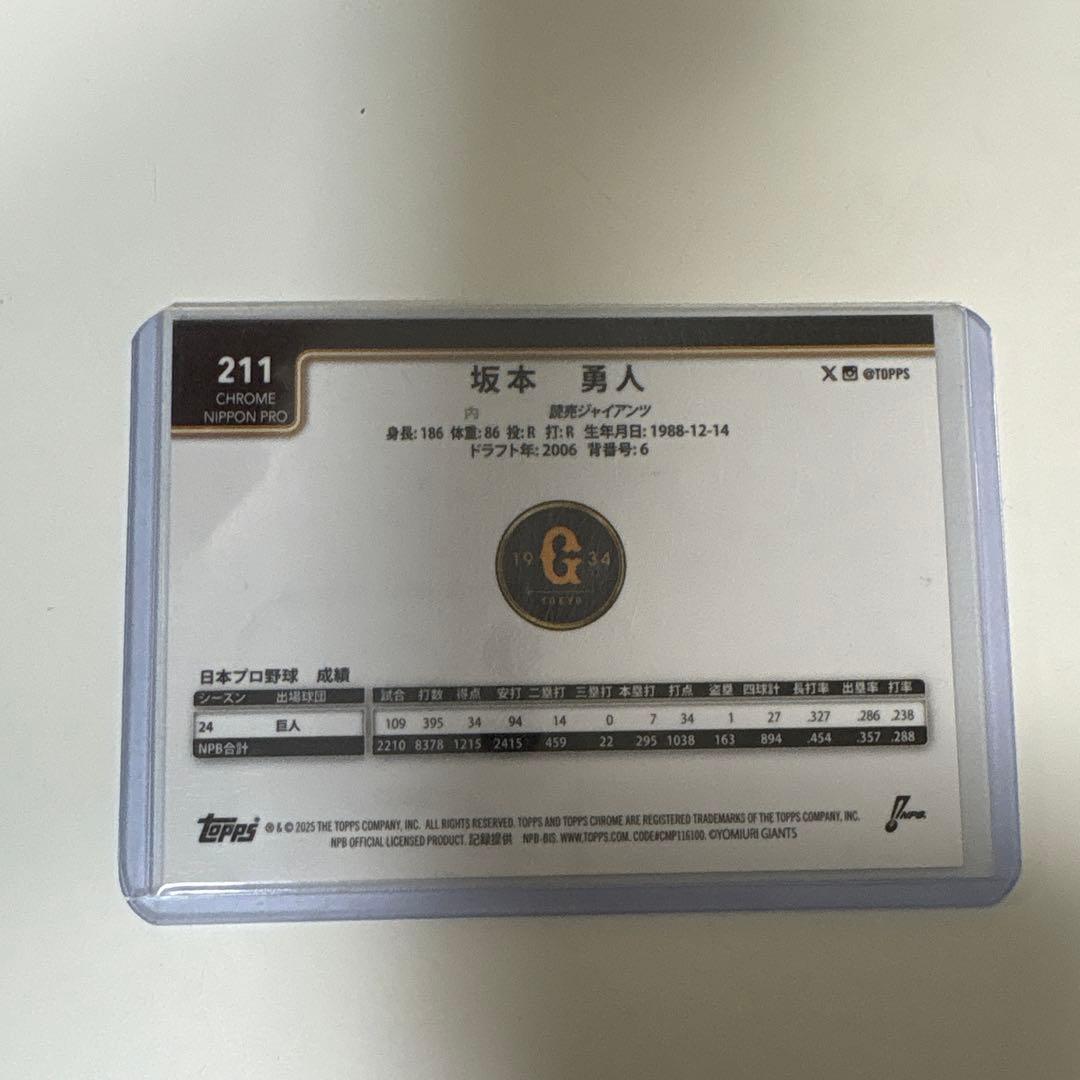 211
CHROME
NIPPON PRO
坂本 勇人
@TOPPS
内 読売ジャイアンツ
身長: 186 体重: 86 投: R 打: R 生年月日: 1988-12-14
ドラフト年: 2006 背番号: 6
19 G 34
TOKYO
日本プロ野球 成績
シーズン 出場球団 試合 打数 得点 安打 二塁打 三塁打 本塁打 打点 盗塁 四球計 長打率 出塁率 打率
24 巨人 109 395 34 94 14 0 7 34 1 27 .327 .286 .238
NPB合計 2210 8378 1215 2415 459 22 295 1038 163 894 .454 .357 .288
topps ® & © 2025 THE TOPPS COMPANY, INC. ALL RIGHTS RESERVED. TOPPS AND TOPPS CHROME ARE REGISTERED TRADEMARKS OF THE TOPPS COMPANY, INC.
NPB OFFICIAL LICENSED PRODUCT. 記録提供 NPB-BIS. WWW.TOPPS.COM. CODE#CMP116100. ©YOMIURI GIANTS
NPB